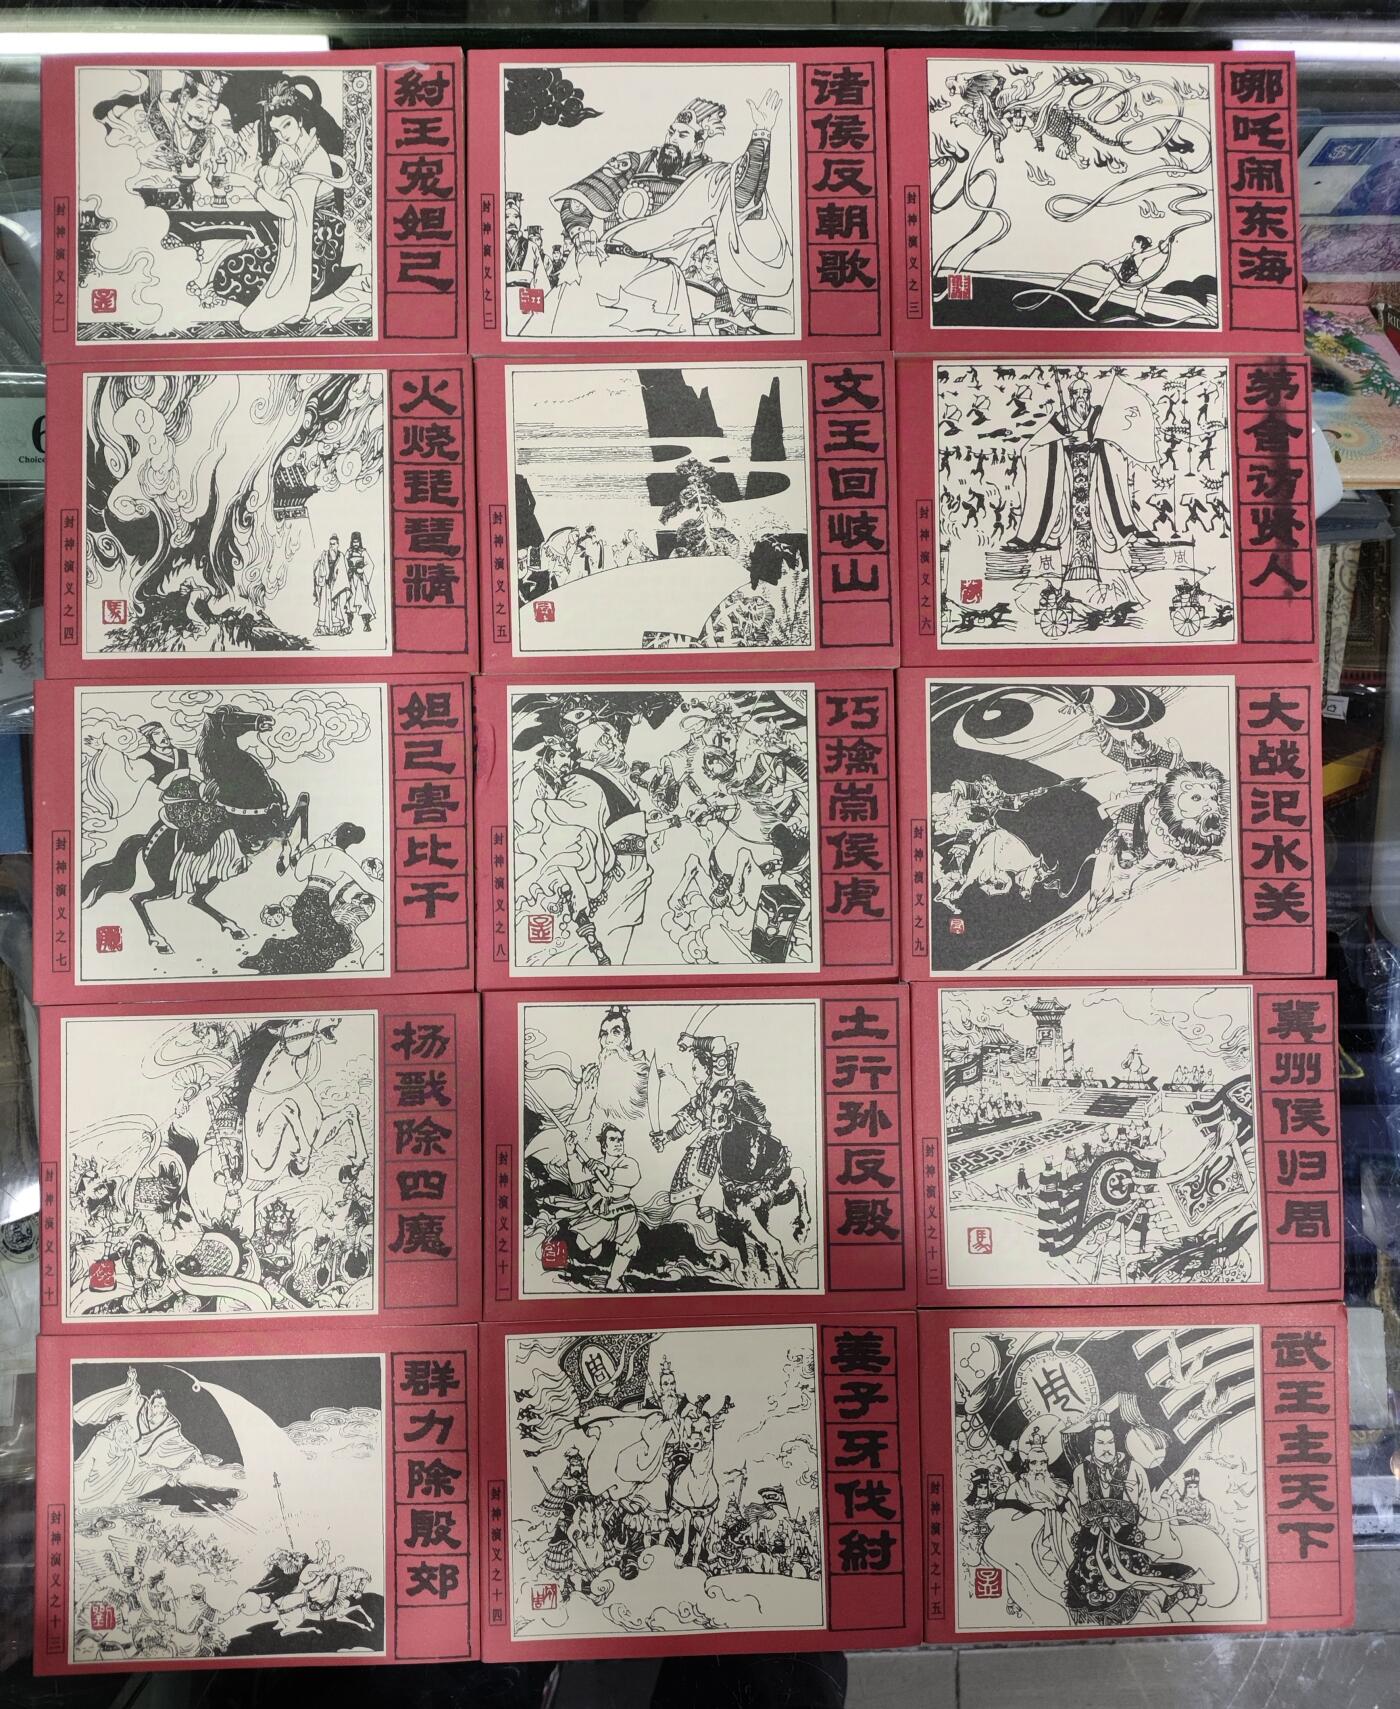 紂王宠妲己
封神演义之一
诸侯反朝歌
封神演义之二
哪吒闹东海
封神演义之三
火烧琵琶精
封神演义之四
文王回岐山
封神演义之五
茅舍访贤人
封神演义之六
妲己害比干
封神演义之七
巧擒崇侯虎
封神演义之八
大战汜水关
封神演义之九
杨戬除四魔
封神演义之十
土行孙反殷
封神演义之十一
冀州侯归周
封神演义之十二
群力除殷郊
封神演义之十三
姜子牙伐紂
封神演义之十四
周
武王主天下
封神演义之十五
周
Choice